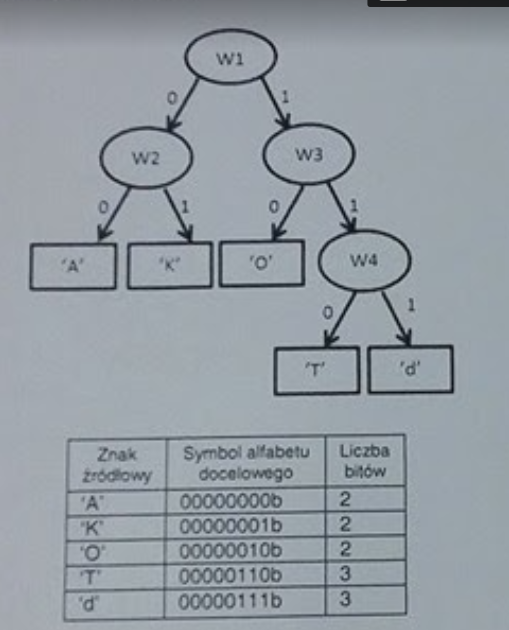 W1
0 1
W2 W3
0 1 0 1
'A' 'K' 'O' W4
0 1
'T' 'd'
Znak źródłowy Symbol alfabetu docelowego Liczba bitów
'A' 00000000b 2
'K' 00000001b 2
'O' 00000010b 2
'T' 00000110b 3
'd' 00000111b 3